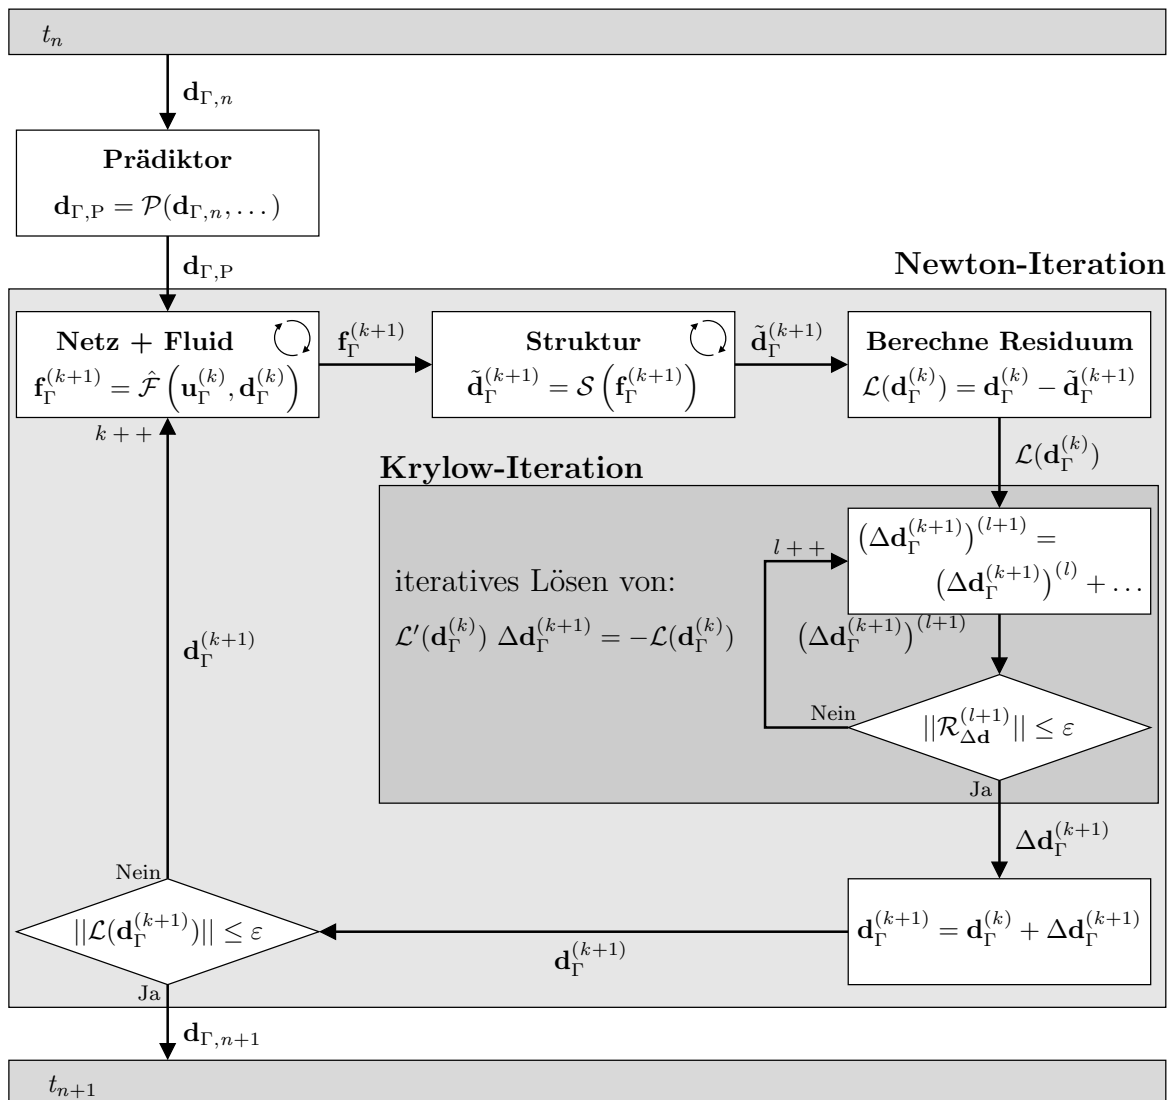 tₙ
𝐝_{Γ,n}
Prädiktor
𝐝_{Γ,P} = 𝒫(𝐝_{Γ,n}, …)
𝐝_{Γ,P}
Newton-Iteration
Netz + Fluid
𝐟_Γ^{(k+1)} = ℱ̂ (𝐮_Γ^{(k)}, 𝐝_Γ^{(k)})
𝐟_Γ^{(k+1)}
Struktur
𝐝̃_Γ^{(k+1)} = 𝒮 (𝐟_Γ^{(k+1)})
𝐝̃_Γ^{(k+1)}
Berechne Residuum
ℒ(𝐝_Γ^{(k)}) = 𝐝_Γ^{(k)} − 𝐝̃_Γ^{(k+1)}
k + +
ℒ(𝐝_Γ^{(k)})
Krylow-Iteration
l + +
(Δ𝐝_Γ^{(k+1)})^{(l+1)} =
(Δ𝐝_Γ^{(k+1)})^{(l)} + …
iteratives Lösen von:
ℒ′(𝐝_Γ^{(k)}) Δ𝐝_Γ^{(k+1)} = −ℒ(𝐝_Γ^{(k)})
(Δ𝐝_Γ^{(k+1)})^{(l+1)}
𝐝_Γ^{(k+1)}
Nein
||ℛ_{Δ𝐝}^{(l+1)}|| ≤ ε
Ja
Δ𝐝_Γ^{(k+1)}
Nein
||ℒ(𝐝_Γ^{(k+1)})|| ≤ ε
𝐝_Γ^{(k+1)}
𝐝_Γ^{(k+1)} = 𝐝_Γ^{(k)} + Δ𝐝_Γ^{(k+1)}
Ja
𝐝_{Γ,n+1}
t_{n+1}